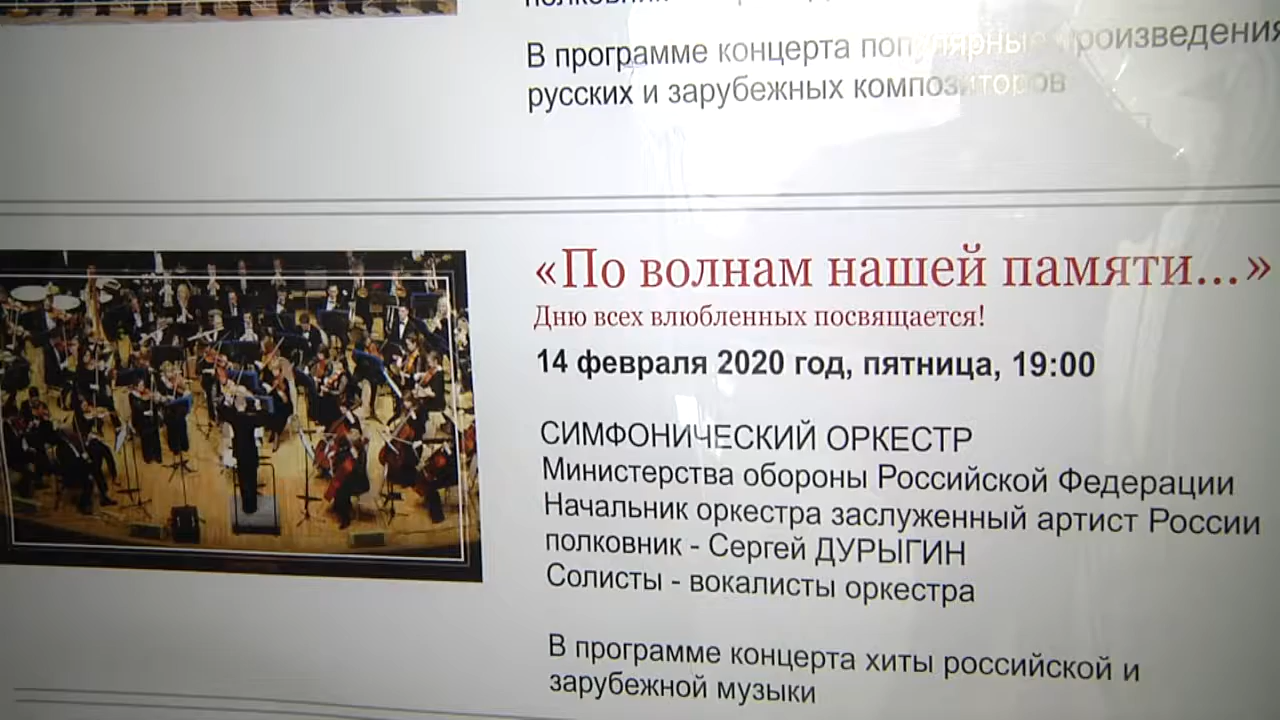 В программе концерта популярные произведения
русских и зарубежных композиторов
«По волнам нашей памяти...»
Дню всех влюбленных посвящается!
14 февраля 2020 год, пятница, 19:00
СИМФОНИЧЕСКИЙ ОРКЕСТР
Министерства обороны Российской Федерации
Начальник оркестра заслуженный артист России
полковник - Сергей ДУРЫГИН
Солисты - вокалисты оркестра
В программе концерта хиты российской и
зарубежной музыки